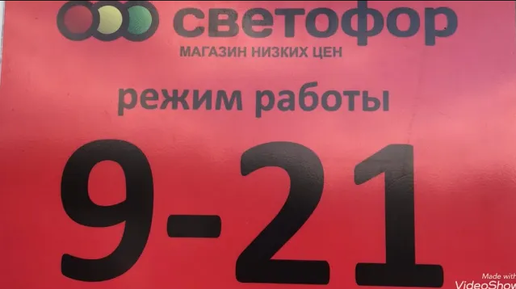 светофор
МАГАЗИН НИЗКИХ ЦЕН
режим работы
9-21
Made with
VideoShow